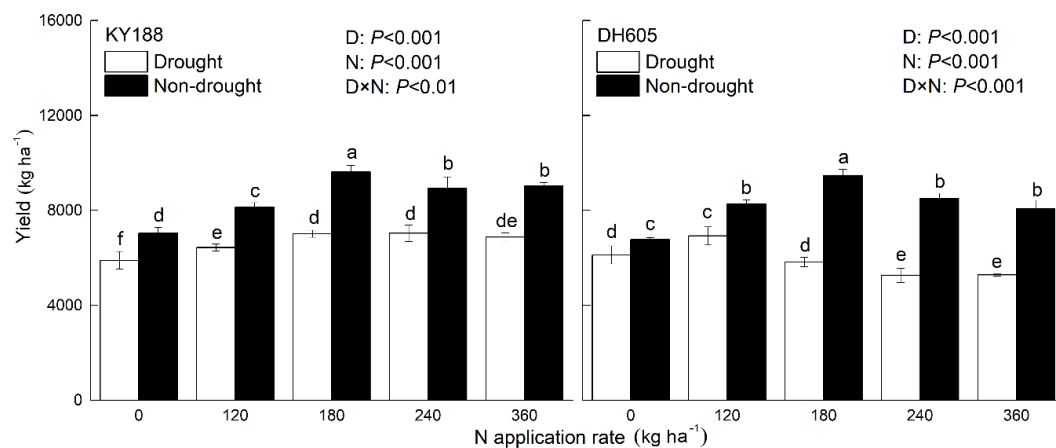 16000
12000
8000
4000
0
Yield (kg ha⁻¹)
KY188
Drought
Non-drought
D: P<0.001
N: P<0.001
D×N: P<0.01
f
d
e
c
d
a
d
b
de
b
0
120
180
240
360
DH605
Drought
Non-drought
D: P<0.001
N: P<0.001
D×N: P<0.001
d
c
c
b
d
a
e
b
e
b
0
120
180
240
360
N application rate (kg ha⁻¹)